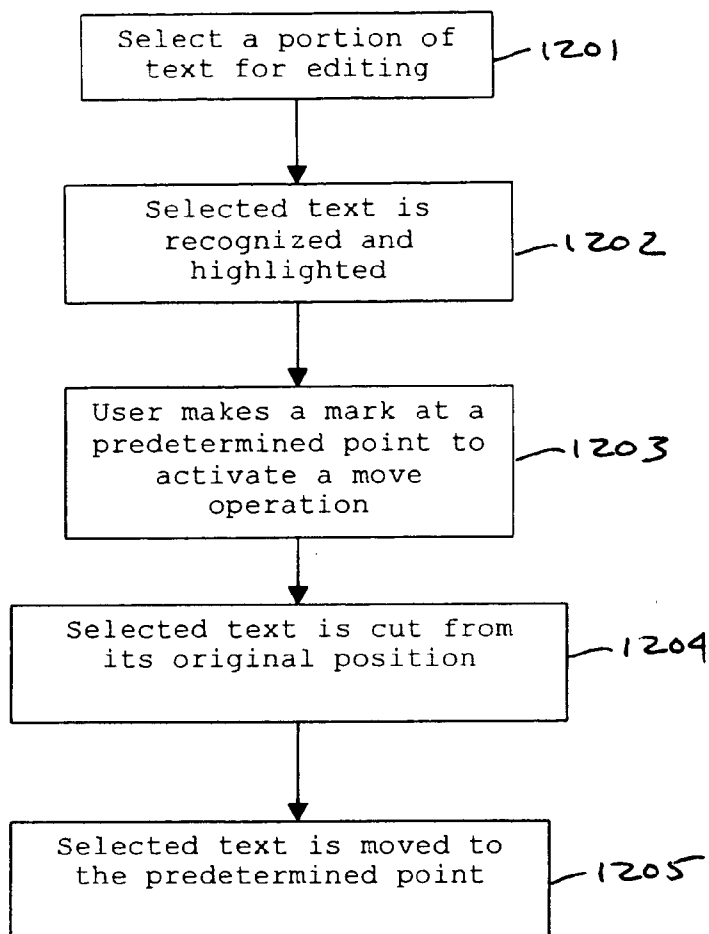 Select a portion of
text for editing
1201
Selected text is
recognized and
highlighted
1202
User makes a mark at a
predetermined point to
activate a move
operation
1203
Selected text is cut from
its original position
1204
Selected text is moved to
the predetermined point
1205